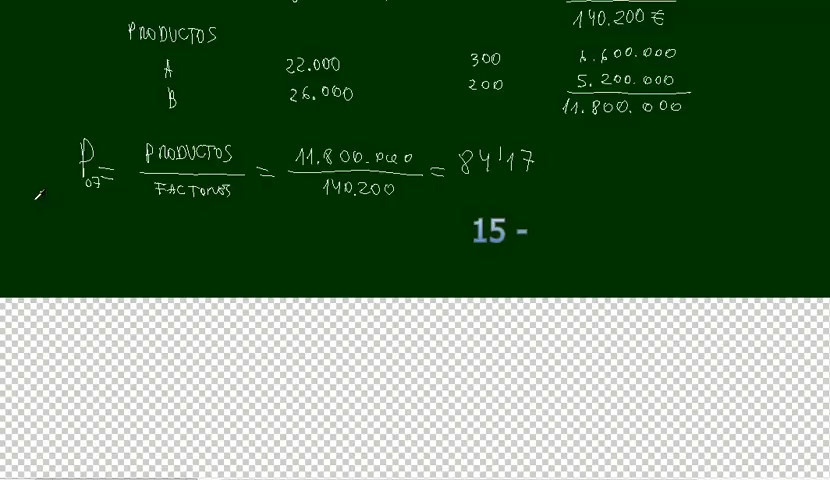 140.200 €
PRODUCTOS
A 22.000 300 6.600.000
B 26.000 200 5.200.000
11.800.000
P07 = PRODUCTOS / FACTORES = 11.800.000 / 140.200 = 84'17
15 -